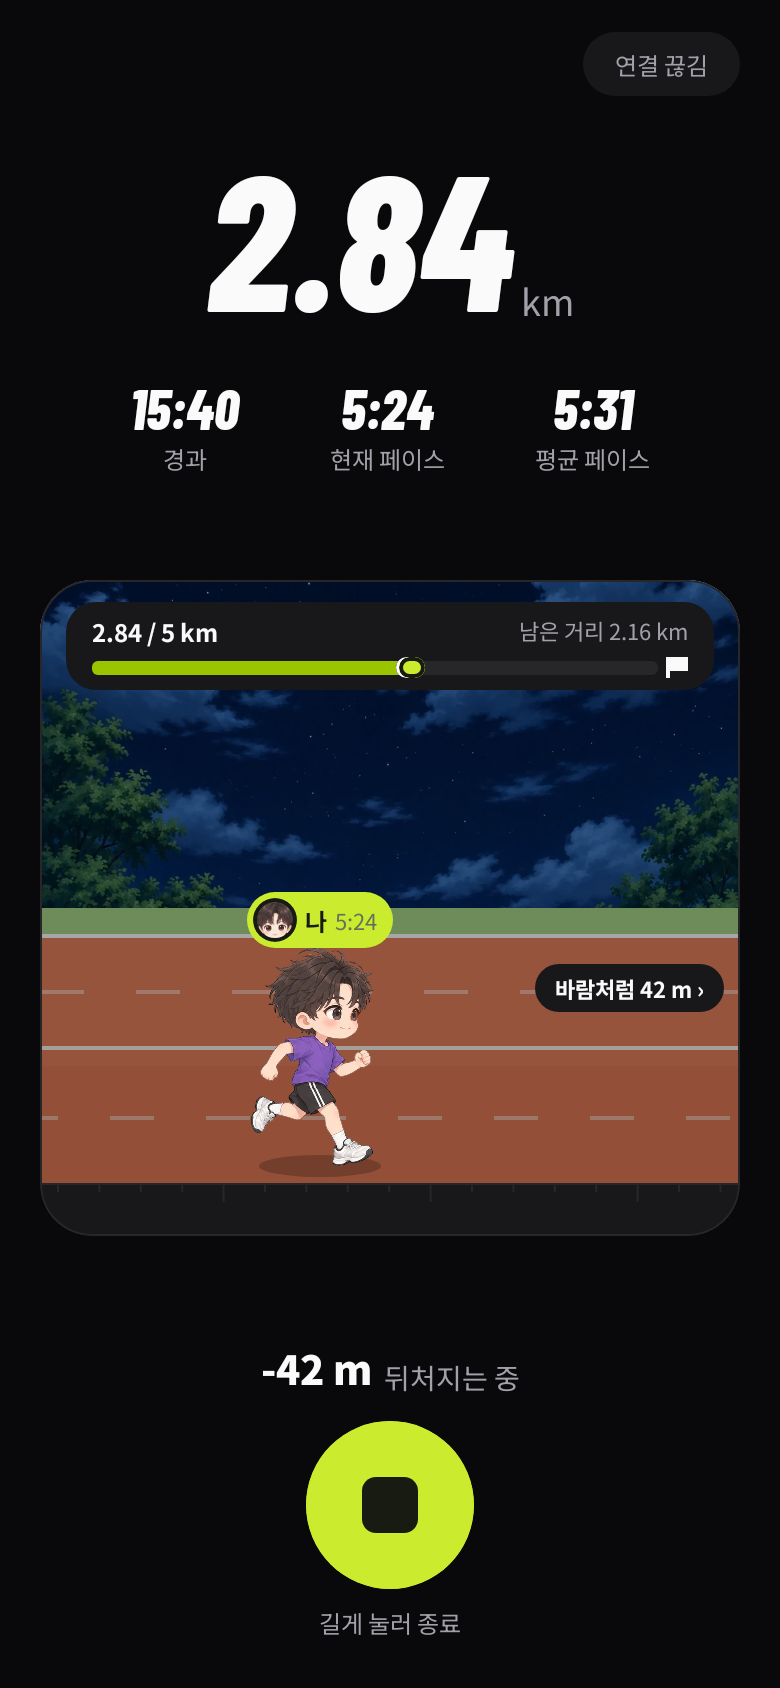 연결 끊김
2.84 km
15:40 5:24 5:31
경과 현재 페이스 평균 페이스
2.84 / 5 km 남은 거리 2.16 km
나 5:24
바람처럼 42 m ›
-42 m 뒤처지는 중
길게 눌러 종료